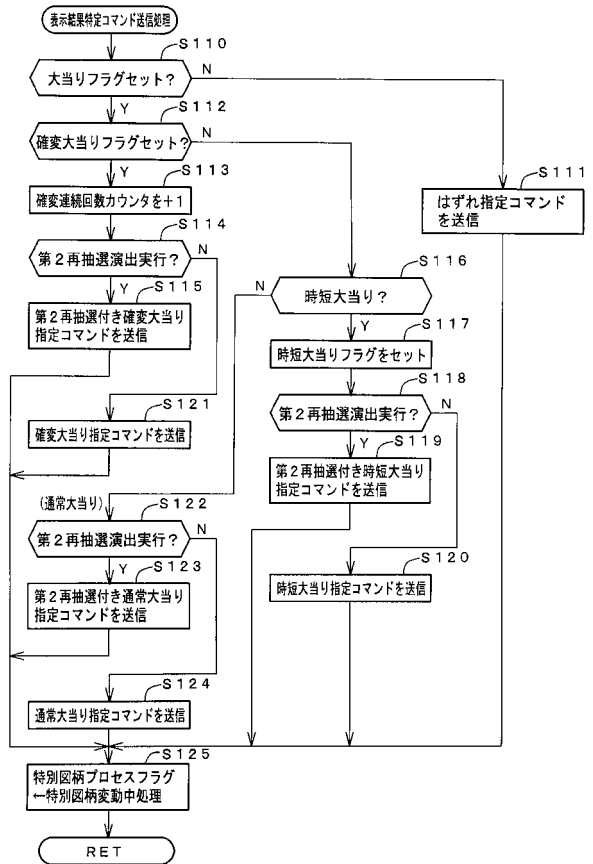 表示結果特定コマンド送信処理
S110
大当りフラグセット?
N
Y
S112
確変大当りフラグセット?
N
Y
S113
確変連続回数カウンタを+1
S111
はずれ指定コマンド
を送信
S114
第2再抽選演出実行?
N
Y
S115
第2再抽選付き確変大当り
指定コマンドを送信
S116
時短大当り?
N
Y
S117
時短大当りフラグをセット
S118
第2再抽選演出実行?
N
Y
S119
第2再抽選付き時短大当り
指定コマンドを送信
S121
確変大当り指定コマンドを送信
(通常大当り)
S122
第2再抽選演出実行?
N
Y
S123
第2再抽選付き通常大当り
指定コマンドを送信
S120
時短大当り指定コマンドを送信
S124
通常大当り指定コマンドを送信
S125
特別図柄プロセスフラグ
←特別図柄変動中処理
RET